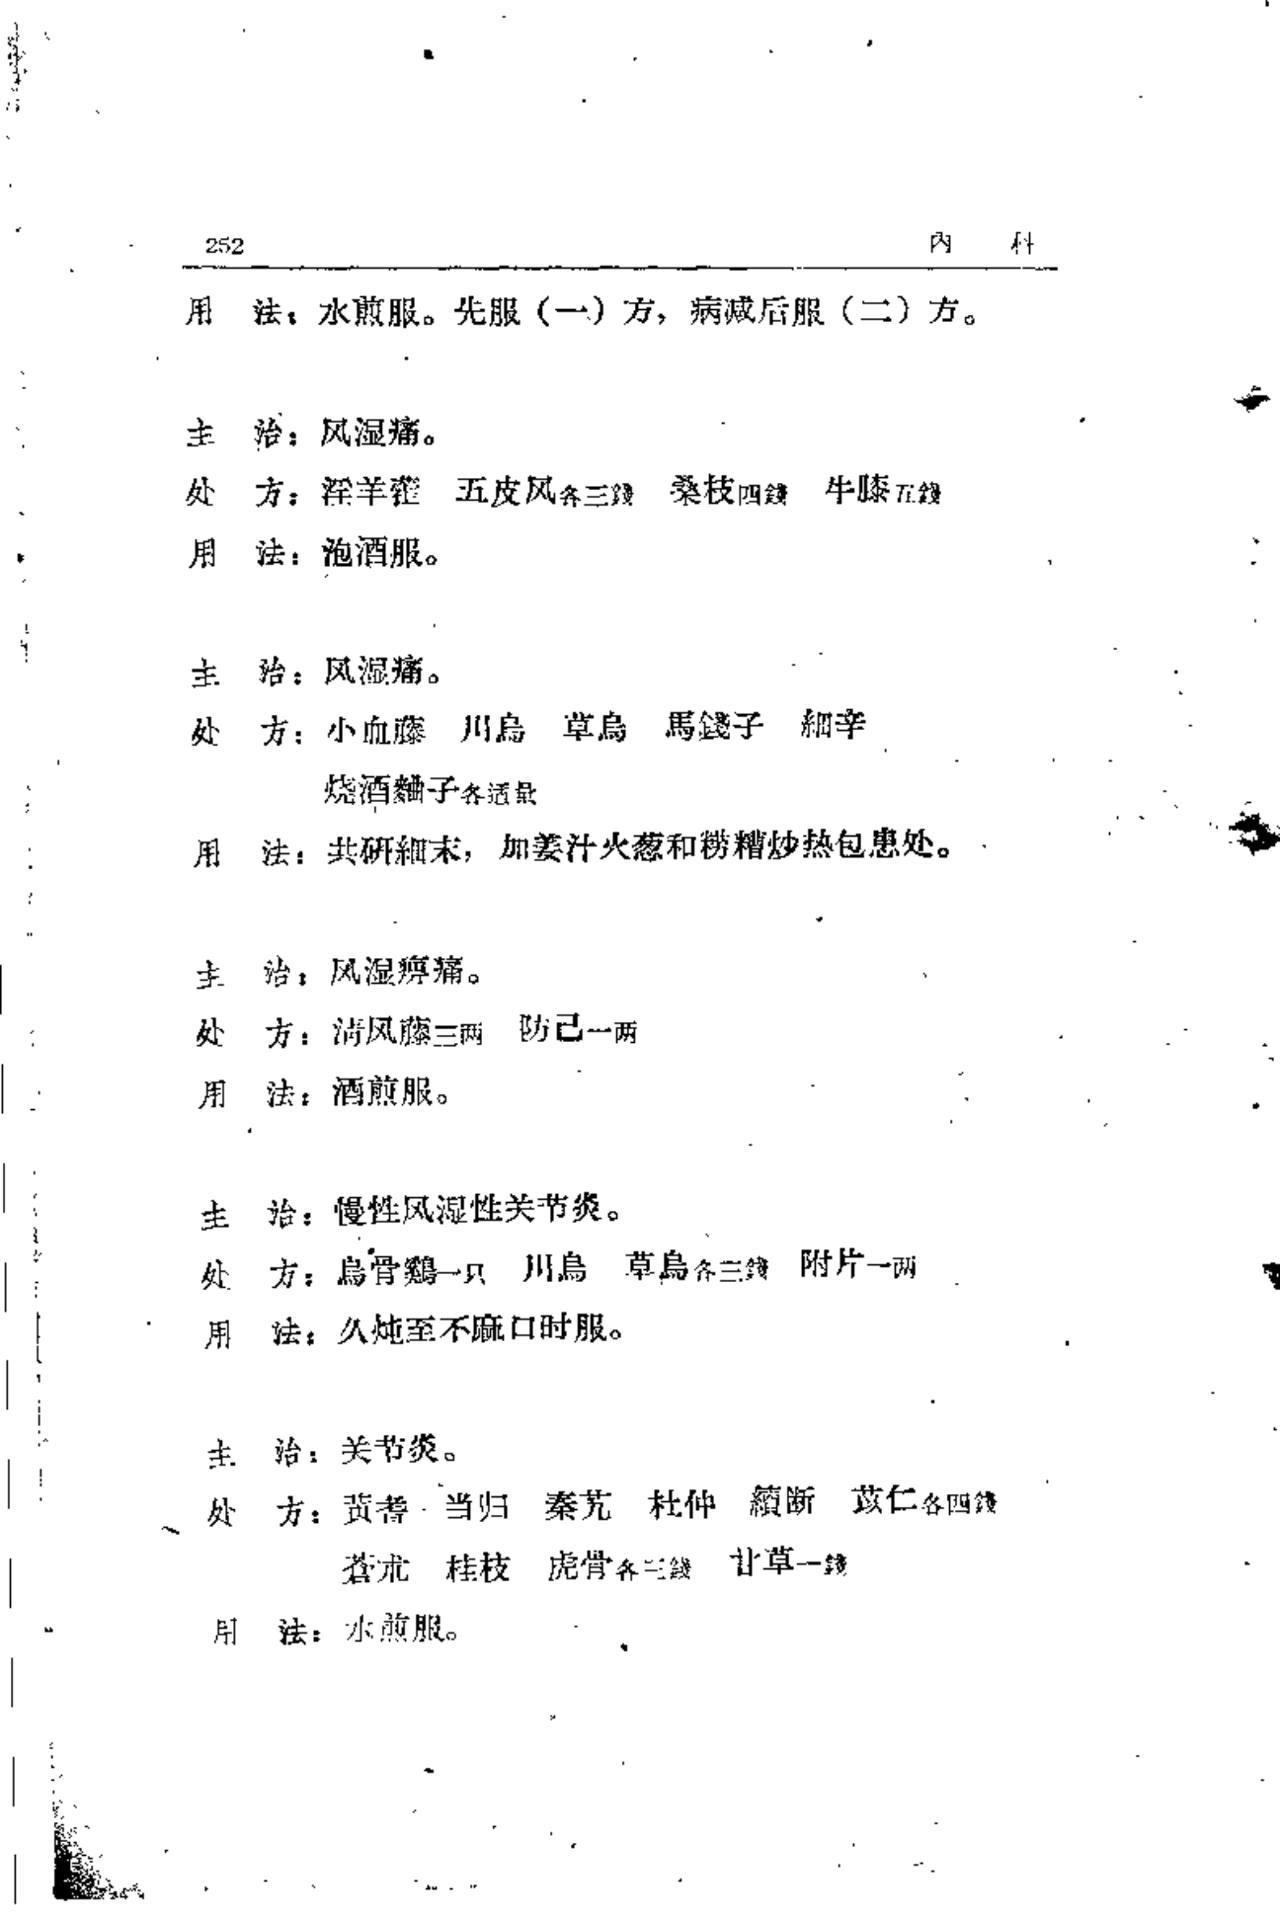 252 内 科
用 法：水煎服。先服（一）方，病减后服（二）方。
主 治：风湿痛。
处 方：淫羊藿 五皮风各三錢 桑枝四錢 牛膝五錢
用 法：泡酒服。
主 治：风湿痛。
处 方：小血藤 川烏 草烏 馬錢子 細辛
烧酒麯子各适量
用 法：共研細末，加姜汁火葱和捞糟炒热包患处。
主 治：风湿痹痛。
处 方：清风藤三两 防己一两
用 法：酒煎服。
主 治：慢性风湿性关节炎。
处 方：烏骨鷄一只 川烏 草烏各三錢 附片一两
用 法：久炖至不麻口时服。
主 治：关节炎。
处 方：黄耆 当归 秦艽 杜仲 續断 苡仁各四錢
蒼朮 桂枝 虎骨各三錢 甘草一錢
用 法：水煎服。